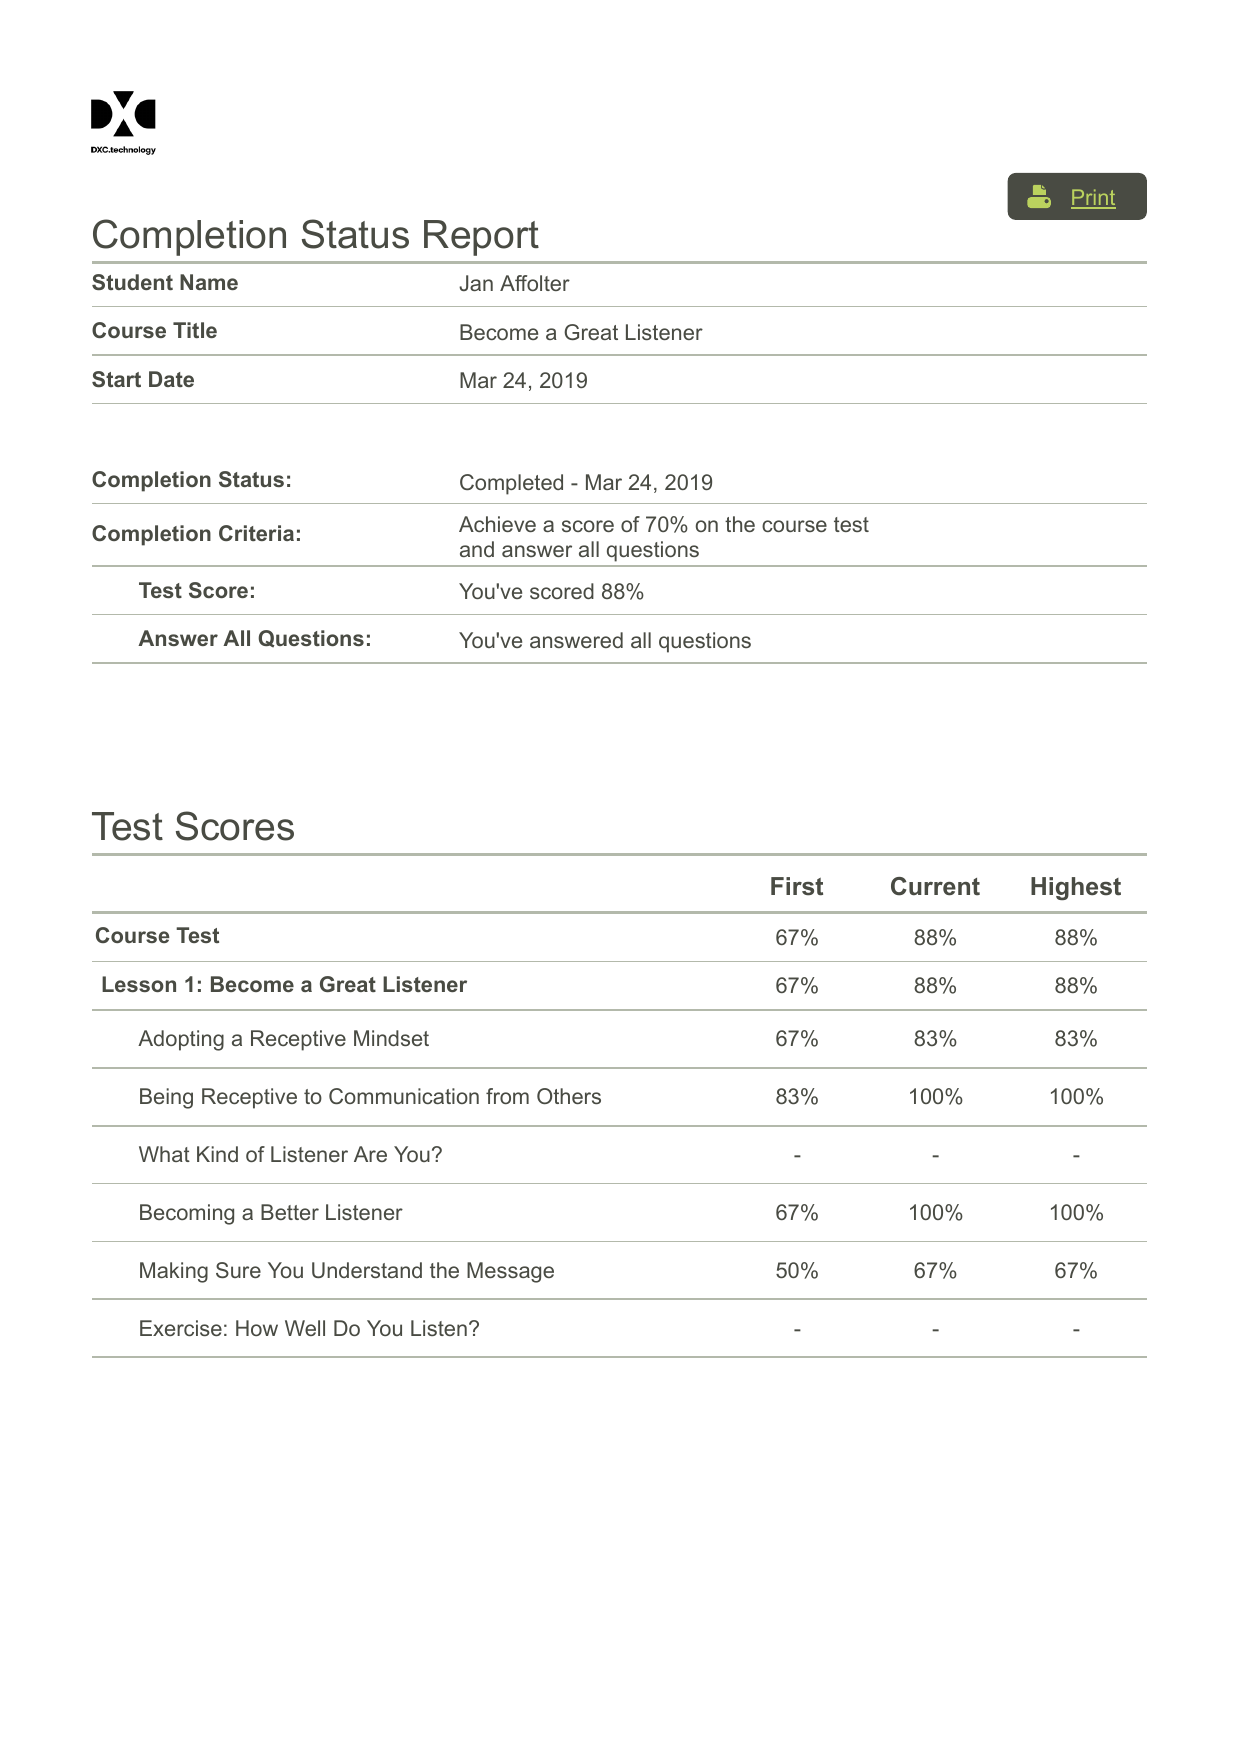 DXC.technology
Print
Completion Status Report
Student Name Jan Affolter
Course Title Become a Great Listener
Start Date Mar 24, 2019
Completion Status: Completed - Mar 24, 2019
Completion Criteria: Achieve a score of 70% on the course test
and answer all questions
Test Score: You've scored 88%
Answer All Questions: You've answered all questions
Test Scores
First Current Highest
Course Test 67% 88% 88%
Lesson 1: Become a Great Listener 67% 88% 88%
Adopting a Receptive Mindset 67% 83% 83%
Being Receptive to Communication from Others 83% 100% 100%
What Kind of Listener Are You? - - -
Becoming a Better Listener 67% 100% 100%
Making Sure You Understand the Message 50% 67% 67%
Exercise: How Well Do You Listen? - - -